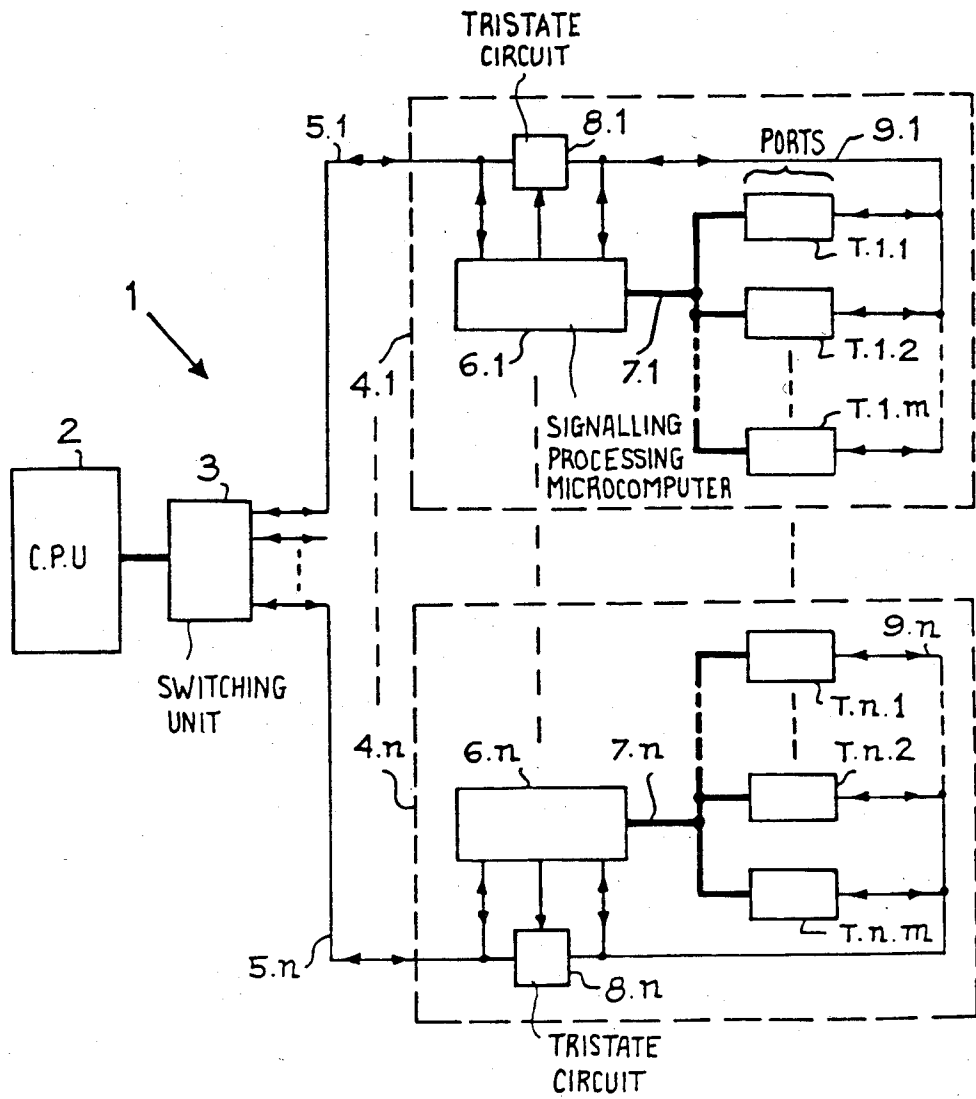 TRISTATE
CIRCUIT
5.1
8.1
PORTS
9.1
T.1.1
1
4.1
6.1
7.1
T.1.2
T.1.m
SIGNALLING
PROCESSING
MICROCOMPUTER
2
3
C.P.U
SWITCHING
UNIT
9.n
T.n.1
4.n
6.n
7.n
T.n.2
T.n.m
5.n
8.n
TRISTATE
CIRCUIT